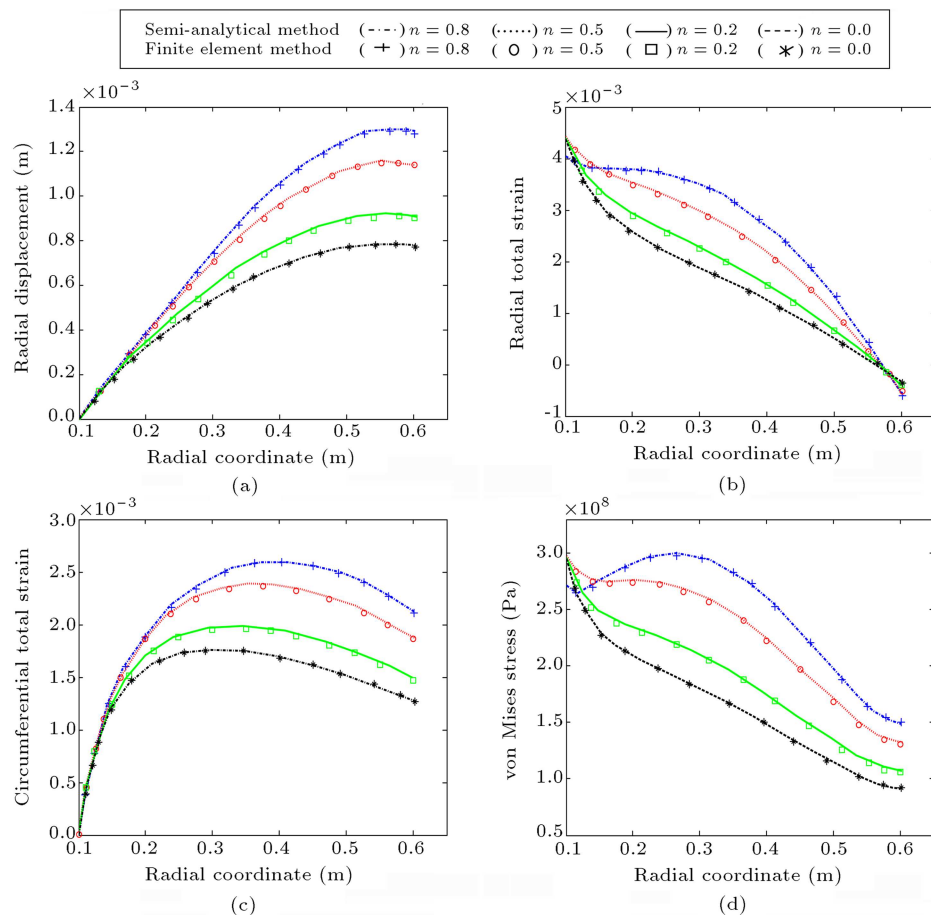 Semi-analytical method (-·-·-) n = 0.8 (·······) n = 0.5 (——) n = 0.2 (-----) n = 0.0
Finite element method ( + ) n = 0.8 ( o ) n = 0.5 ( □ ) n = 0.2 ( * ) n = 0.0
×10⁻³
1.4
1.2
1.0
0.8
0.6
0.4
0.2
0.0
Radial displacement (m)
0.1 0.2 0.3 0.4 0.5 0.6
Radial coordinate (m)
(a)
×10⁻³
5
4
3
2
1
0
-1
Radial total strain
0.1 0.2 0.3 0.4 0.5 0.6
Radial coordinate (m)
(b)
×10⁻³
3.0
2.5
2.0
1.5
1.0
0.5
0.0
Circumferential total strain
0.1 0.2 0.3 0.4 0.5 0.6
Radial coordinate (m)
(c)
×10⁸
3.0
2.5
2.0
1.5
1.0
0.5
von Mises stress (Pa)
0.1 0.2 0.3 0.4 0.5 0.6
Radial coordinate (m)
(d)